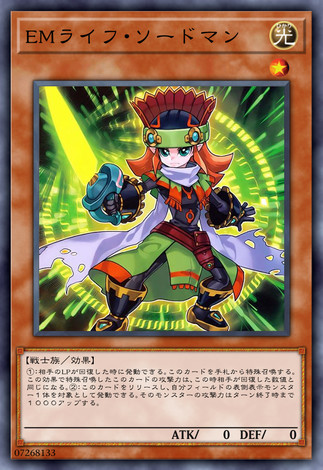 EMライフ・ソードマン
光
【戦士族／効果】
①：相手のLPが回復した時に発動できる。このカードを手札から特殊召喚する。
この効果で特殊召喚したこのカードの攻撃力は、この時相手が回復した数値と
同じになる。②：このカードをリリースし、自分フィールドの表側表示モンスタ
ー１体を対象として発動できる。そのモンスターの攻撃力はターン終了時まで
１０００アップする。
ATK/ 0 DEF/ 0
07268133